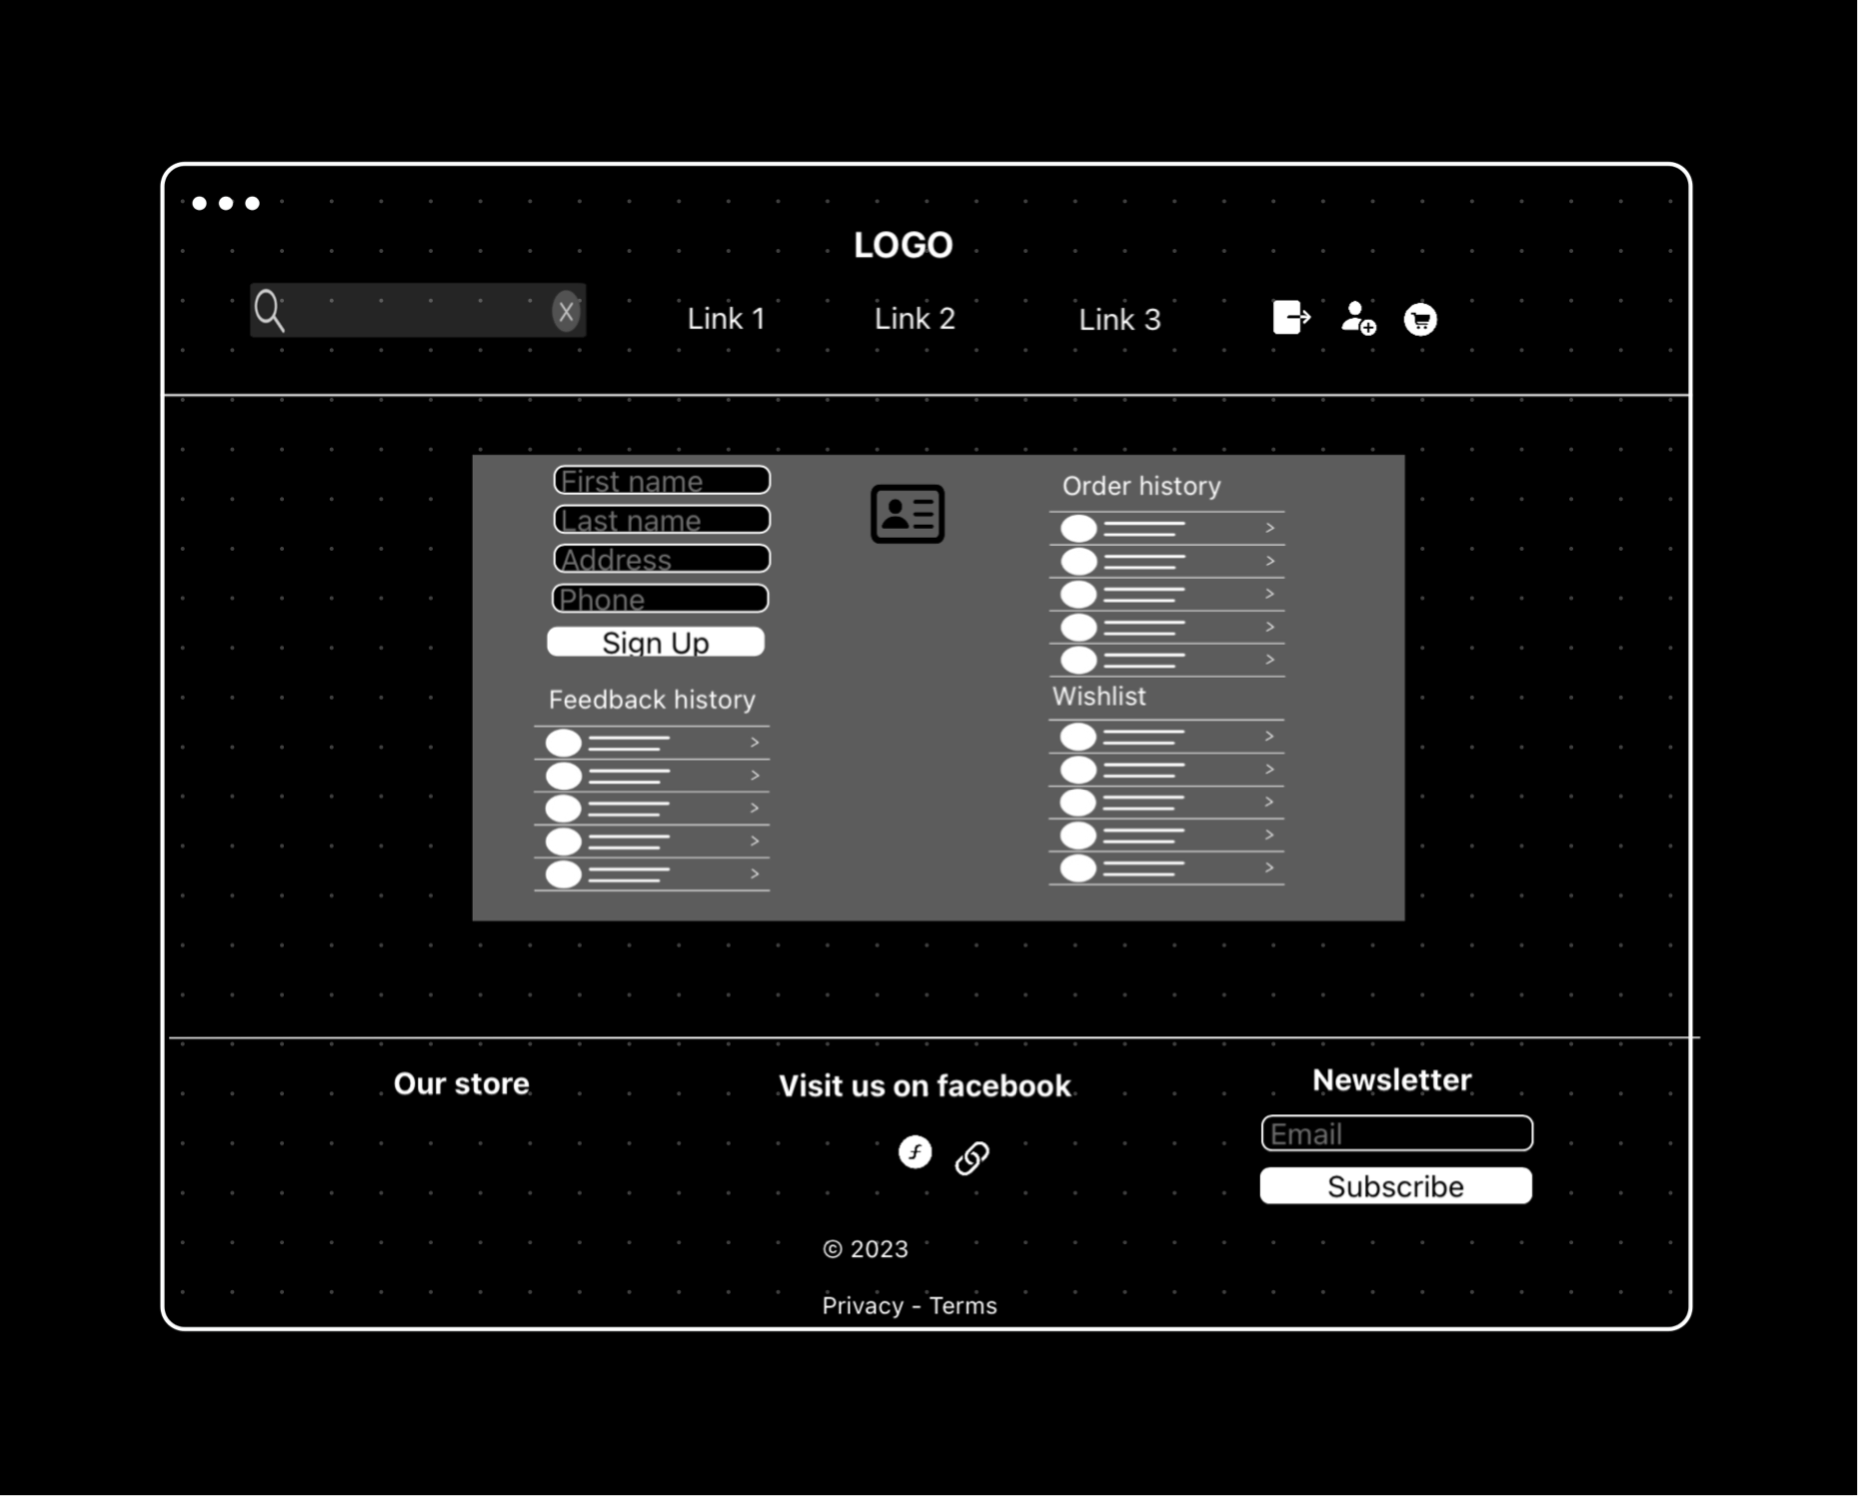 LOGO
X
Link 1
Link 2
Link 3
First name
Last name
Address
Phone
Sign Up
Feedback history
>
>
>
>
>
Order history
>
>
>
>
>
Wishlist
>
>
>
>
>
Our store
Visit us on facebook
f
Newsletter
Email
Subscribe
© 2023
Privacy - Terms